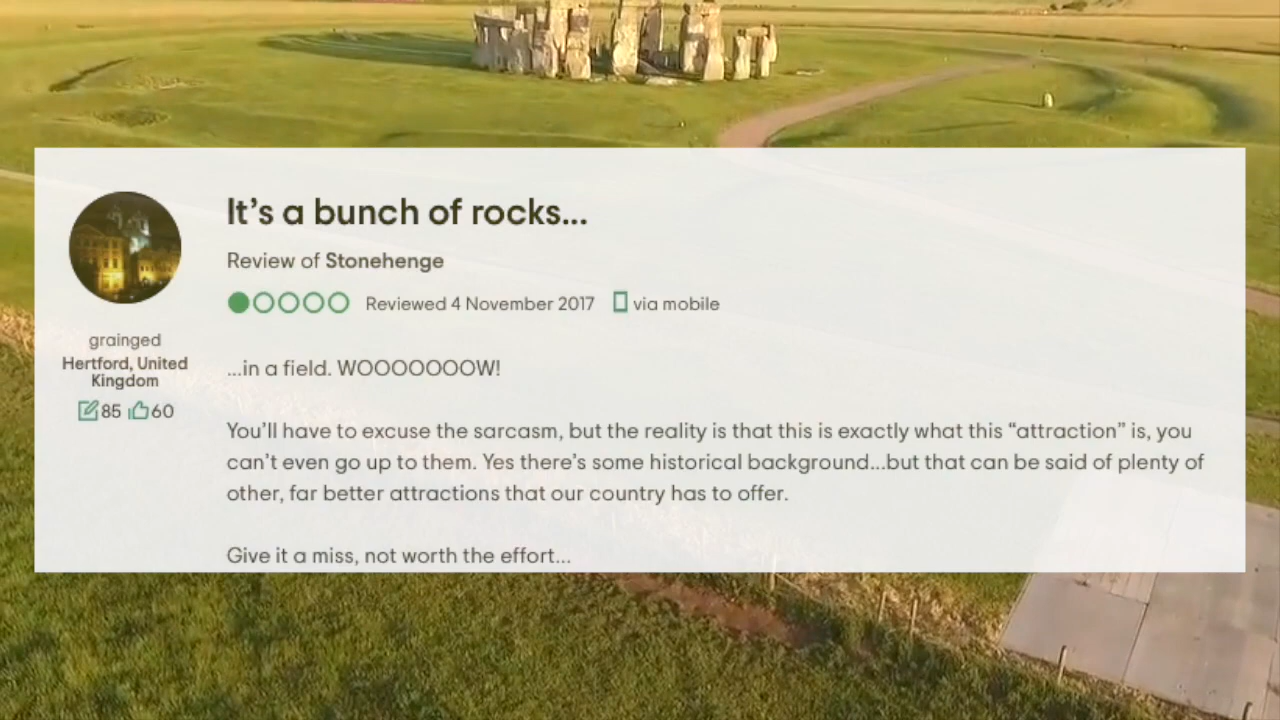 It's a bunch of rocks...
Review of Stonehenge
Reviewed 4 November 2017 via mobile
grainged
Hertford, United
Kingdom
85 60
...in a field. WOOOOOOOW!
You'll have to excuse the sarcasm, but the reality is that this is exactly what this “attraction” is, you
can't even go up to them. Yes there's some historical background...but that can be said of plenty of
other, far better attractions that our country has to offer.
Give it a miss, not worth the effort...